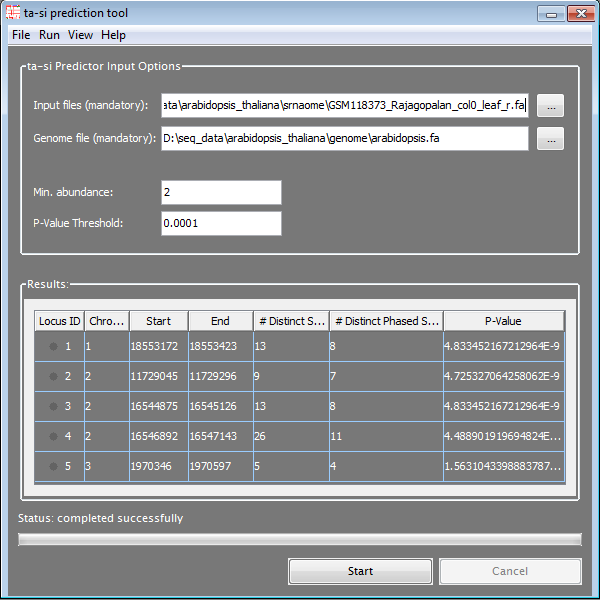 ta-si prediction tool
File Run View Help
ta-si Predictor Input Options
Input files (mandatory): ata\arabidopsis_thaliana\srnaome\GSM118373_Rajagopalan_col0_leaf_r.fa ...
Genome file (mandatory): D:\seq_data\arabidopsis_thaliana\genome\arabidopsis.fa ...
Min. abundance: 2
P-Value Threshold: 0.0001
Results:
Locus ID Chro... Start End # Distinct S... # Distinct Phased S... P-Value
1 1 18553172 18553423 13 8 4.833452167212964E-9
2 2 11729045 11729296 9 7 4.725327064258062E-9
3 2 16544875 16545126 13 8 4.833452167212964E-9
4 2 16546892 16547143 26 11 4.488901919694824E...
5 3 1970346 1970597 5 4 1.5631043398883787...
Status: completed successfully
Start Cancel